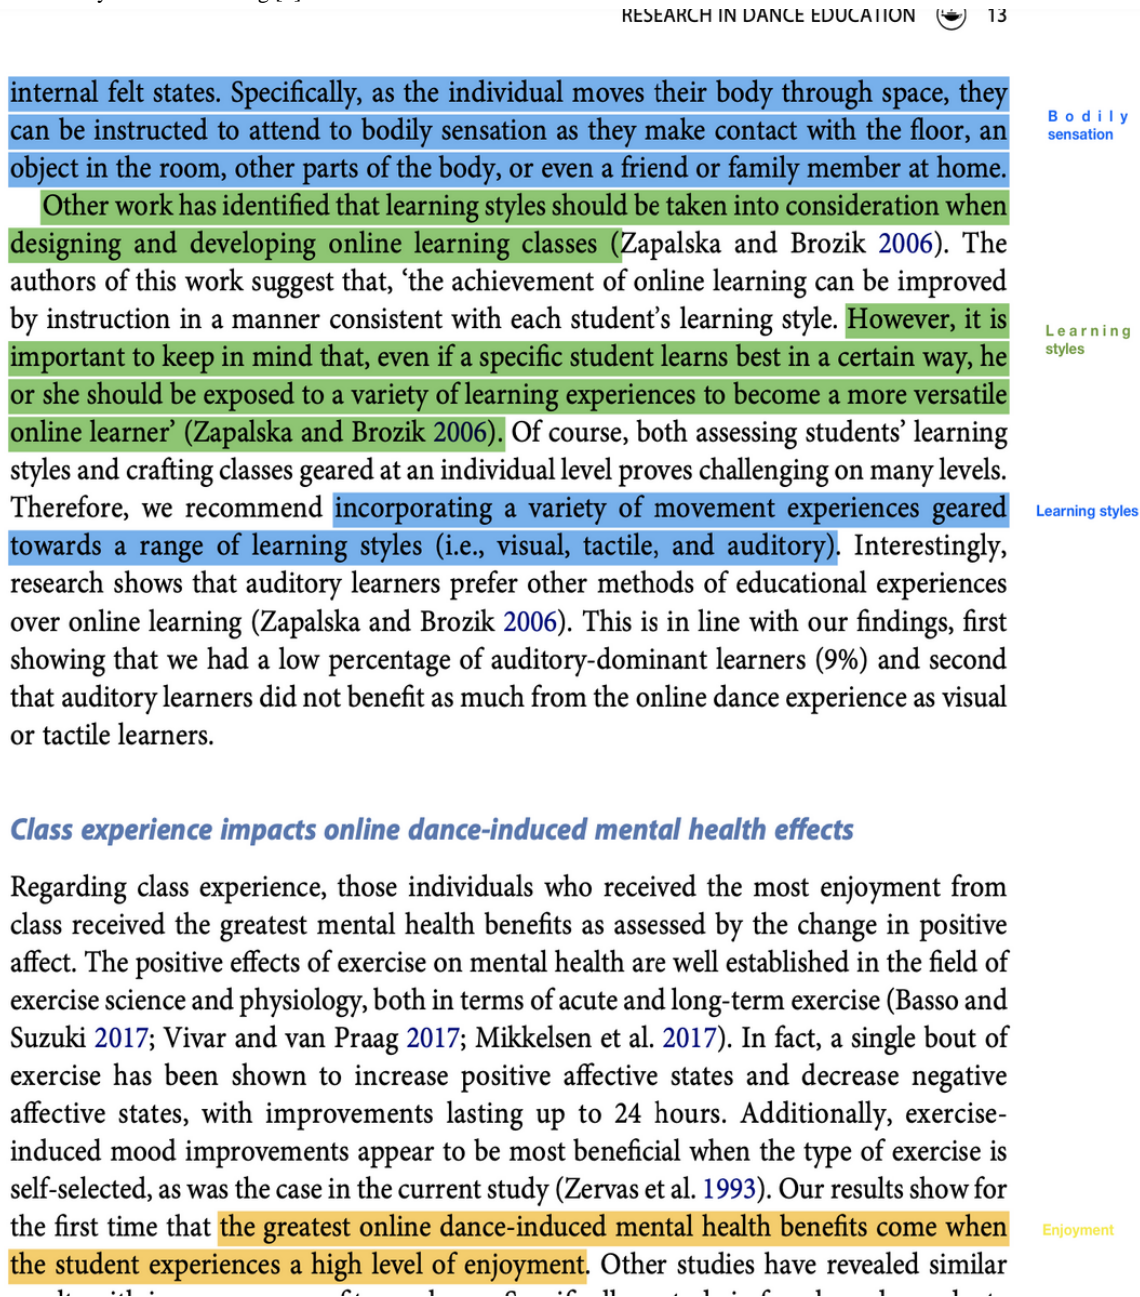 RESEARCH IN DANCE EDUCATION 13
internal felt states. Specifically, as the individual moves their body through space, they
can be instructed to attend to bodily sensation as they make contact with the floor, an
object in the room, other parts of the body, or even a friend or family member at home.
Bodily
sensation
Other work has identified that learning styles should be taken into consideration when
designing and developing online learning classes (Zapalska and Brozik 2006). The
authors of this work suggest that, ‘the achievement of online learning can be improved
by instruction in a manner consistent with each student’s learning style. However, it is
important to keep in mind that, even if a specific student learns best in a certain way, he
or she should be exposed to a variety of learning experiences to become a more versatile
online learner’ (Zapalska and Brozik 2006). Of course, both assessing students’ learning
Learning
styles
styles and crafting classes geared at an individual level proves challenging on many levels.
Therefore, we recommend incorporating a variety of movement experiences geared
Learning styles
towards a range of learning styles (i.e., visual, tactile, and auditory). Interestingly,
research shows that auditory learners prefer other methods of educational experiences
over online learning (Zapalska and Brozik 2006). This is in line with our findings, first
showing that we had a low percentage of auditory-dominant learners (9%) and second
that auditory learners did not benefit as much from the online dance experience as visual
or tactile learners.
Class experience impacts online dance-induced mental health effects
Regarding class experience, those individuals who received the most enjoyment from
class received the greatest mental health benefits as assessed by the change in positive
affect. The positive effects of exercise on mental health are well established in the field of
exercise science and physiology, both in terms of acute and long-term exercise (Basso and
Suzuki 2017; Vivar and van Praag 2017; Mikkelsen et al. 2017). In fact, a single bout of
exercise has been shown to increase positive affective states and decrease negative
affective states, with improvements lasting up to 24 hours. Additionally, exercise-
induced mood improvements appear to be most beneficial when the type of exercise is
self-selected, as was the case in the current study (Zervas et al. 1993). Our results show for
the first time that the greatest online dance-induced mental health benefits come when
Enjoyment
the student experiences a high level of enjoyment. Other studies have revealed similar